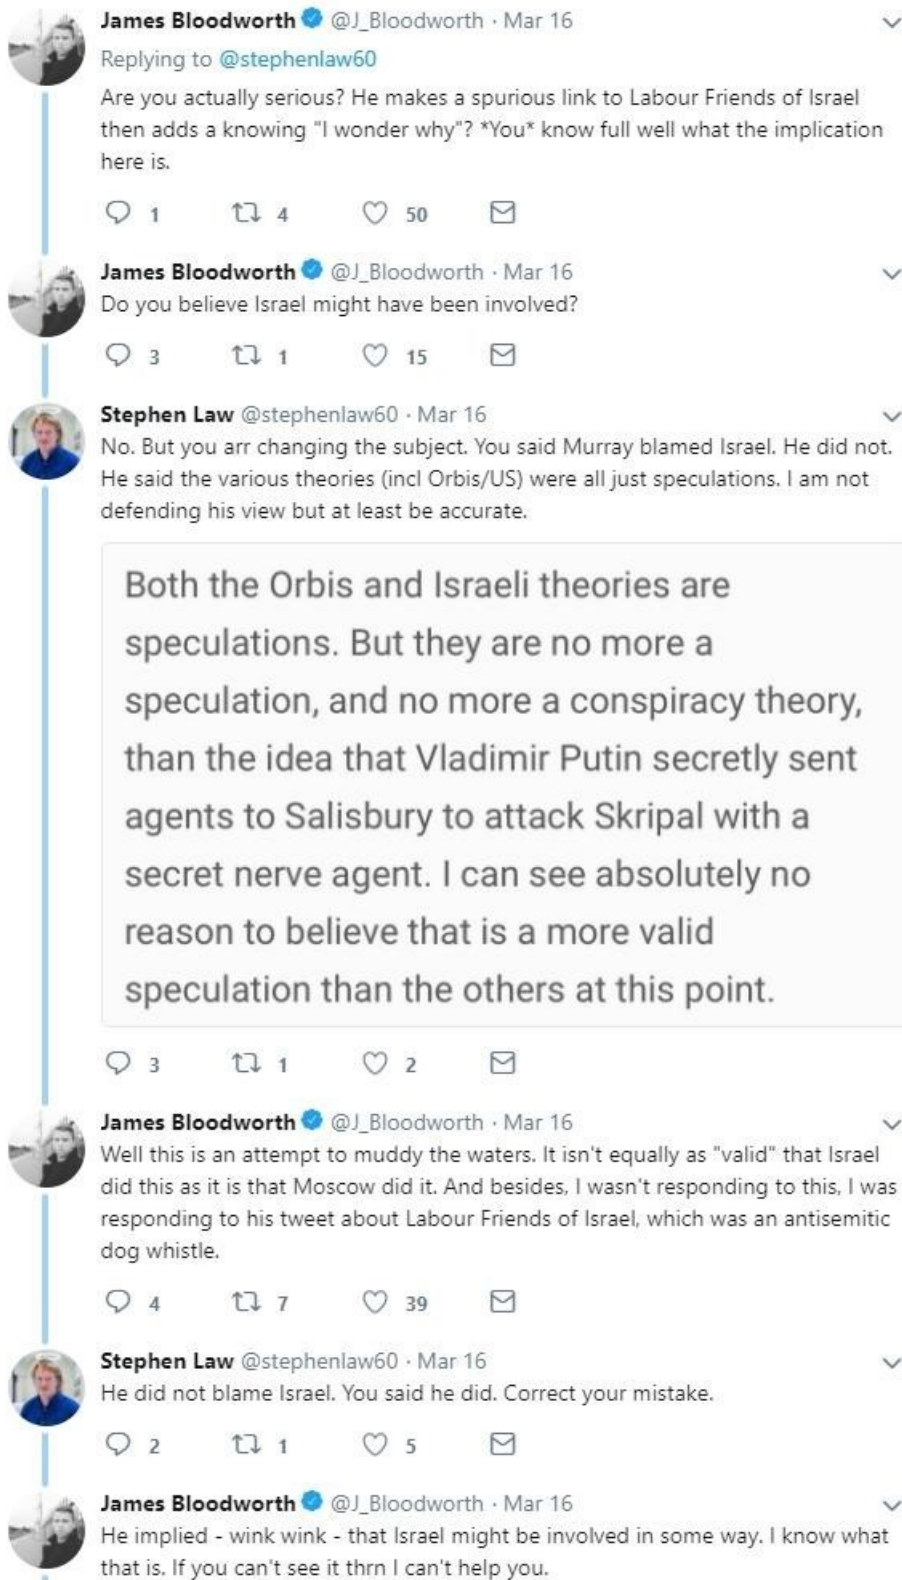 James Bloodworth @J_Bloodworth · Mar 16
Replying to @stephenlaw60
Are you actually serious? He makes a spurious link to Labour Friends of Israel
then adds a knowing "I wonder why"? *You* know full well what the implication
here is.
1 4 50
James Bloodworth @J_Bloodworth · Mar 16
Do you believe Israel might have been involved?
3 1 15
Stephen Law @stephenlaw60 · Mar 16
No. But you arr changing the subject. You said Murray blamed Israel. He did not.
He said the various theories (incl Orbis/US) were all just speculations. I am not
defending his view but at least be accurate.
Both the Orbis and Israeli theories are
speculations. But they are no more a
speculation, and no more a conspiracy theory,
than the idea that Vladimir Putin secretly sent
agents to Salisbury to attack Skripal with a
secret nerve agent. I can see absolutely no
reason to believe that is a more valid
speculation than the others at this point.
3 1 2
James Bloodworth @J_Bloodworth · Mar 16
Well this is an attempt to muddy the waters. It isn't equally as "valid" that Israel
did this as it is that Moscow did it. And besides, I wasn't responding to this, I was
responding to his tweet about Labour Friends of Israel, which was an antisemitic
dog whistle.
4 7 39
Stephen Law @stephenlaw60 · Mar 16
He did not blame Israel. You said he did. Correct your mistake.
2 1 5
James Bloodworth @J_Bloodworth · Mar 16
He implied - wink wink - that Israel might be involved in some way. I know what
that is. If you can't see it thrn I can't help you.